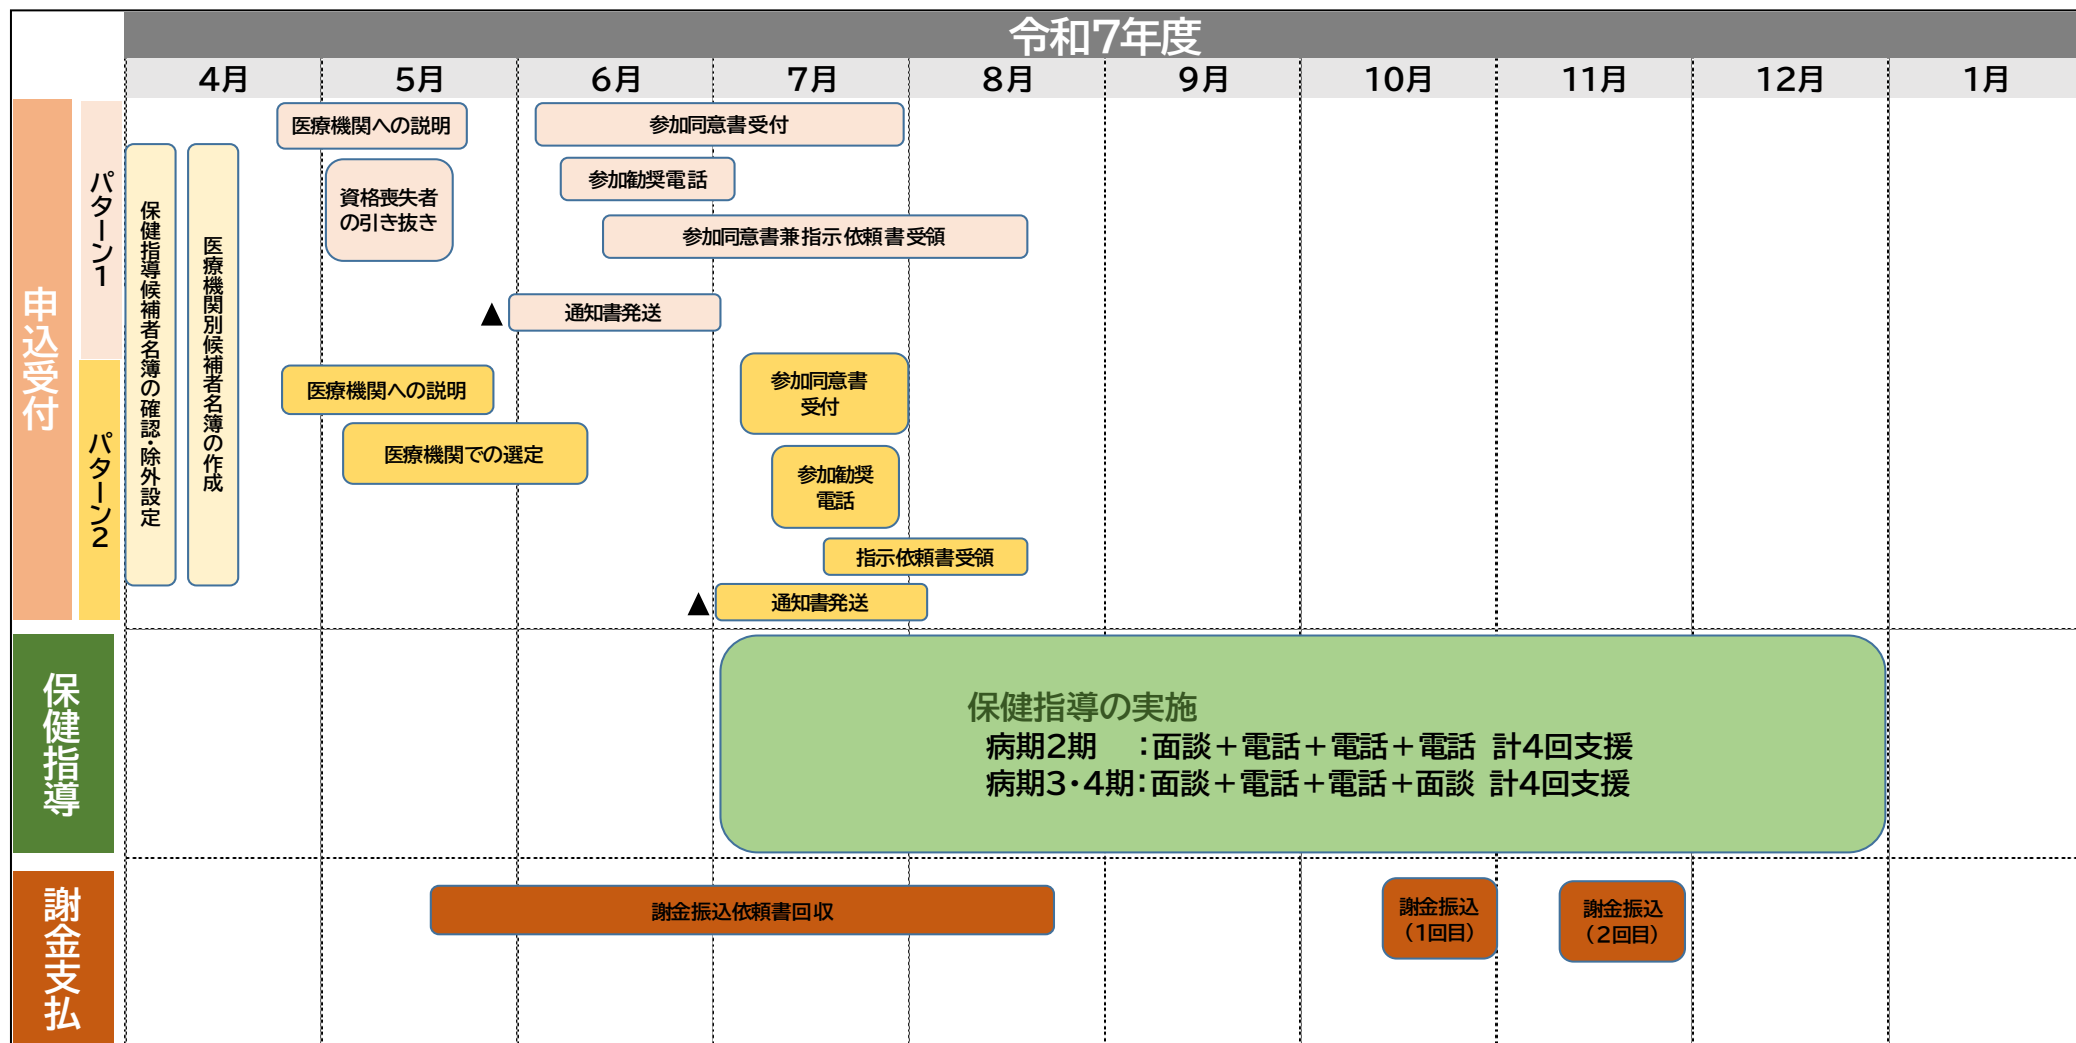 令和7年度
4月
5月
6月
7月
8月
9月
10月
11月
12月
1月
申込受付
パターン1
パターン2
保健指導候補者名簿の確認・除外設定
医療機関別候補者名簿の作成
医療機関への説明
資格喪失者
の引き抜き
参加同意書受付
参加勧奨電話
参加同意書兼指示依頼書受領
▲
通知書発送
医療機関への説明
医療機関での選定
参加同意書
受付
参加勧奨
電話
指示依頼書受領
▲
通知書発送
保健指導
保健指導の実施
病期2期　：面談＋電話＋電話＋電話 計4回支援
病期3・4期：面談＋電話＋電話＋面談 計4回支援
謝金支払
謝金振込依頼書回収
謝金振込
（1回目）
謝金振込
（2回目）